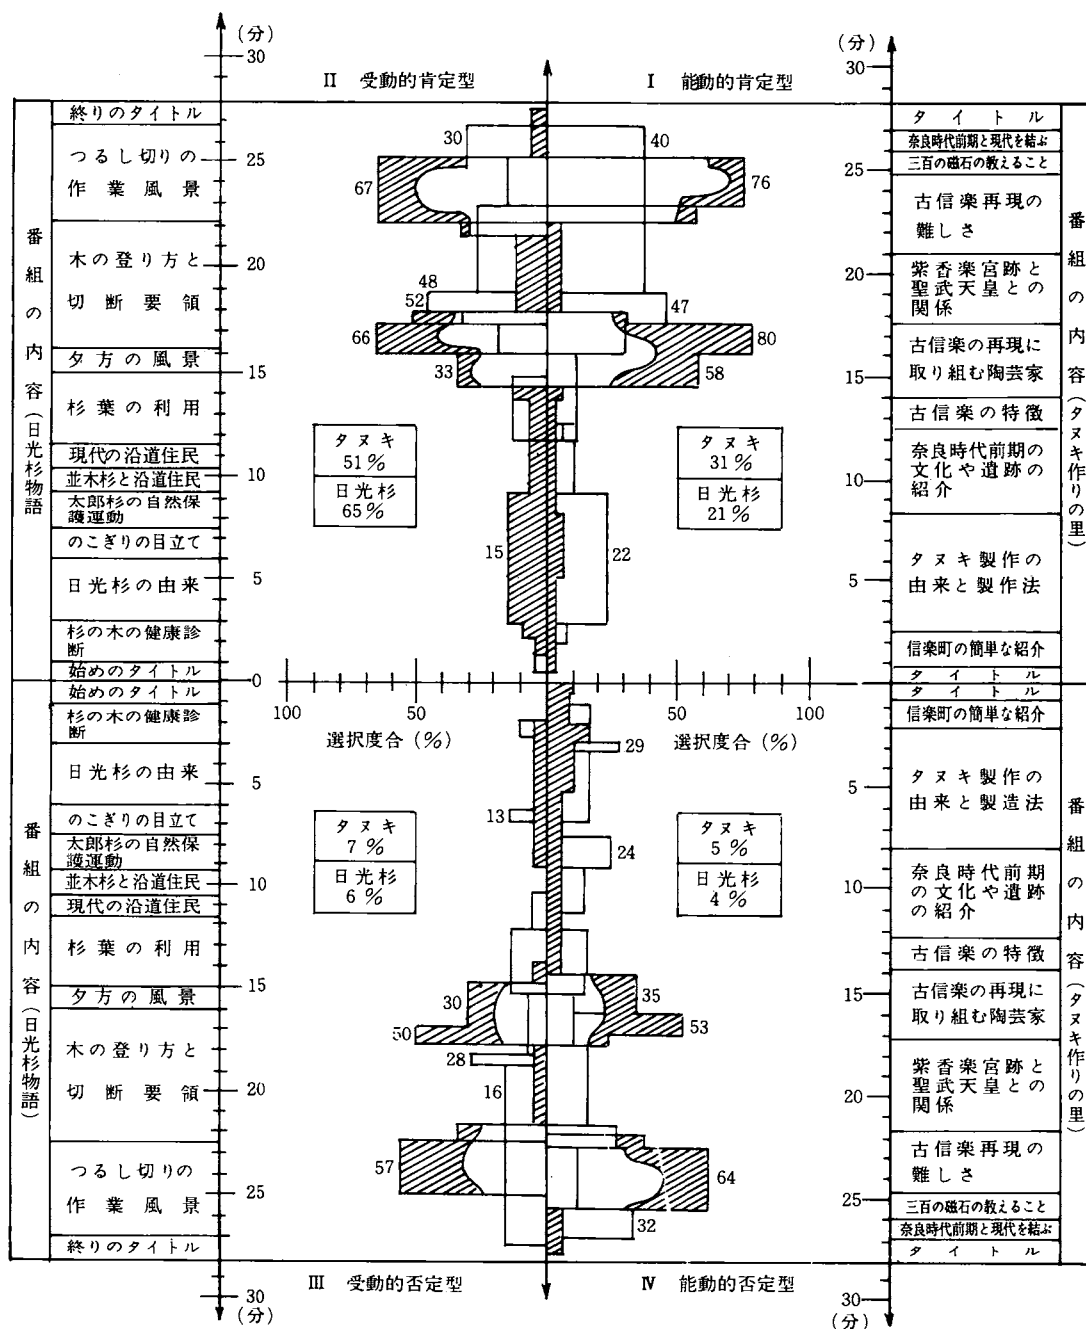 (分)
30
(分)
30
II 受動的肯定型
I 能動的肯定型
終りのタイトル
つるし切りの
作業風景
木の登り方と
切断要領
夕方の風景
杉葉の利用
現代の沿道住民
並木杉と沿道住民
太郎杉の自然保
護運動
のこぎりの目立て
日光杉の由来
杉の木の健康診
断
始めのタイトル
番組の内容(日光杉物語)
25
20
15
10
5
0
30
40
67
76
48
52
47
66
80
33
58
タヌキ
51%
日光杉
65%
タヌキ
31%
日光杉
21%
15
22
25
20
15
10
5
0
タイトル
奈良時代前期と現代を結ぶ
三百の磁石の教えること
古信楽再現の
難しさ
紫香楽宮跡と
聖武天皇との
関係
古信楽の再現に
取り組む陶芸家
古信楽の特徴
奈良時代前期の
文化や遺跡の
紹介
タヌキ製作の
由来と製作法
信楽町の簡単な紹介
タイトル
番組の内容(タヌキ作りの里)
100
50
50
100
選択度合(%)
選択度合(%)
始めのタイトル
杉の木の健康診
断
日光杉の由来
のこぎりの目立て
太郎杉の自然保
護運動
並木杉と沿道住民
現代の沿道住民
杉葉の利用
夕方の風景
木の登り方と
切断要領
つるし切りの
作業風景
終りのタイトル
番組の内容(日光杉物語)
5
10
15
20
25
30
(分)
29
13
24
タヌキ
7%
日光杉
6%
タヌキ
5%
日光杉
4%
30
35
50
53
28
16
57
64
32
5
10
15
20
25
30
(分)
タイトル
信楽町の簡単な紹介
タヌキ製作の
由来と製造法
奈良時代前期
の文化や遺跡
の紹介
古信楽の特徴
古信楽の再現に
取り組む陶芸家
紫香楽宮跡と
聖武天皇との
関係
古信楽再現の
難しさ
三百の磁石の教えること
奈良時代前期と現代を結ぶ
タイトル
番組の内容(タヌキ作りの里)
III 受動的否定型
IV 能動的否定型